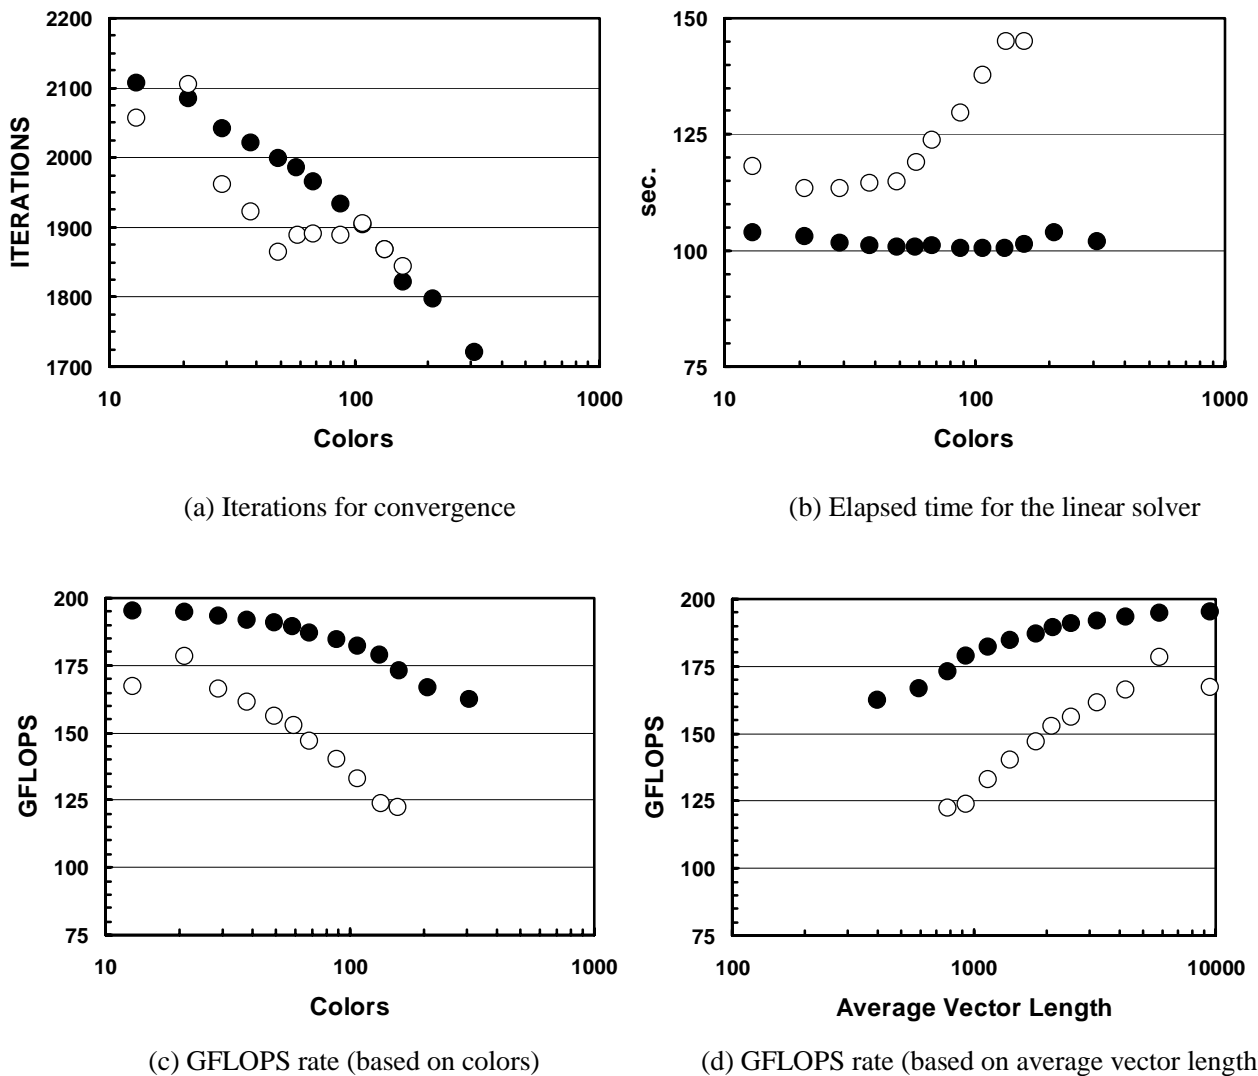 2200
2100
2000
1900
1800
1700
ITERATIONS
10 100 1000
Colors
(a) Iterations for convergence
150
125
100
75
sec.
10 100 1000
Colors
(b) Elapsed time for the linear solver
200
175
150
125
100
75
GFLOPS
10 100 1000
Colors
(c) GFLOPS rate (based on colors)
200
175
150
125
100
75
GFLOPS
100 1000 10000
Average Vector Length
(d) GFLOPS rate (based on average vector length